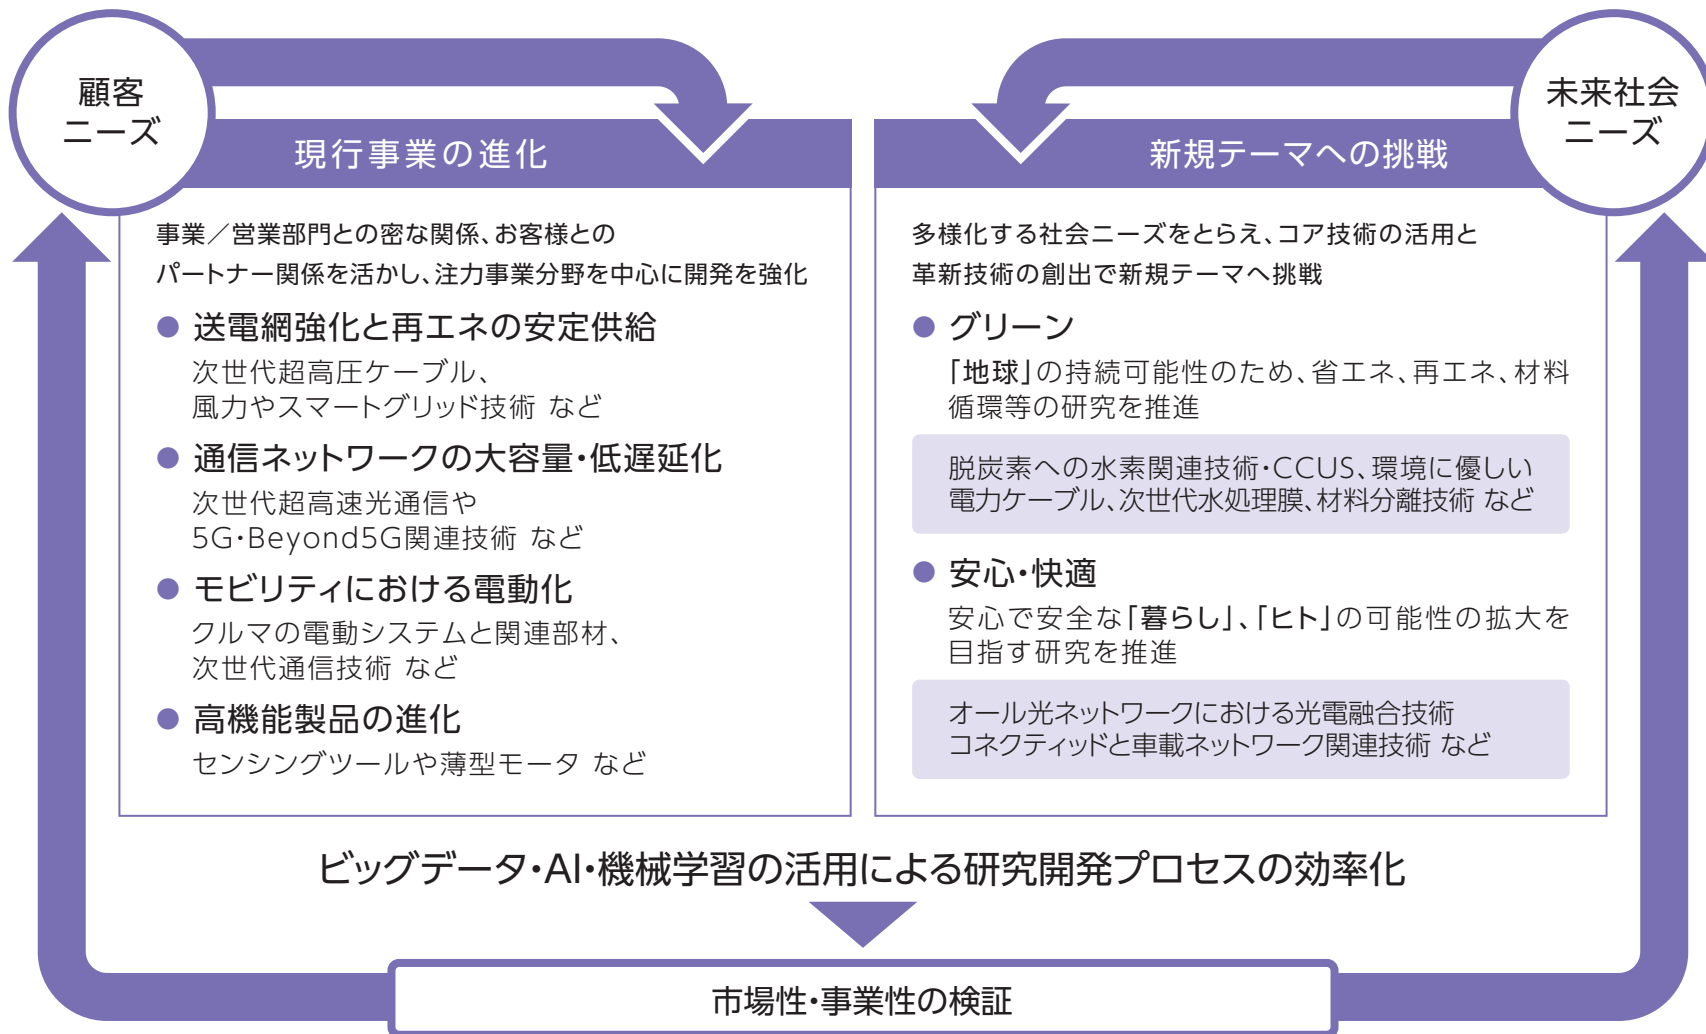 顧客
ニーズ
未来社会
ニーズ
現行事業の進化
事業／営業部門との密な関係、お客様との
パートナー関係を活かし、注力事業分野を中心に開発を強化
● 送電網強化と再エネの安定供給
次世代超高圧ケーブル、
風力やスマートグリッド技術 など
● 通信ネットワークの大容量・低遅延化
次世代超高速光通信や
5G・Beyond5G関連技術 など
● モビリティにおける電動化
クルマの電動システムと関連部材、
次世代通信技術 など
● 高機能製品の進化
センシングツールや薄型モータ など
新規テーマへの挑戦
多様化する社会ニーズをとらえ、コア技術の活用と
革新技術の創出で新規テーマへ挑戦
● グリーン
「地球」の持続可能性のため、省エネ、再エネ、材料
循環等の研究を推進
脱炭素への水素関連技術・CCUS、環境に優しい
電力ケーブル、次世代水処理膜、材料分離技術 など
● 安心・快適
安心で安全な「暮らし」、「ヒト」の可能性の拡大を
目指す研究を推進
オール光ネットワークにおける光電融合技術
コネクティッドと車載ネットワーク関連技術 など
ビッグデータ・AI・機械学習の活用による研究開発プロセスの効率化
市場性・事業性の検証